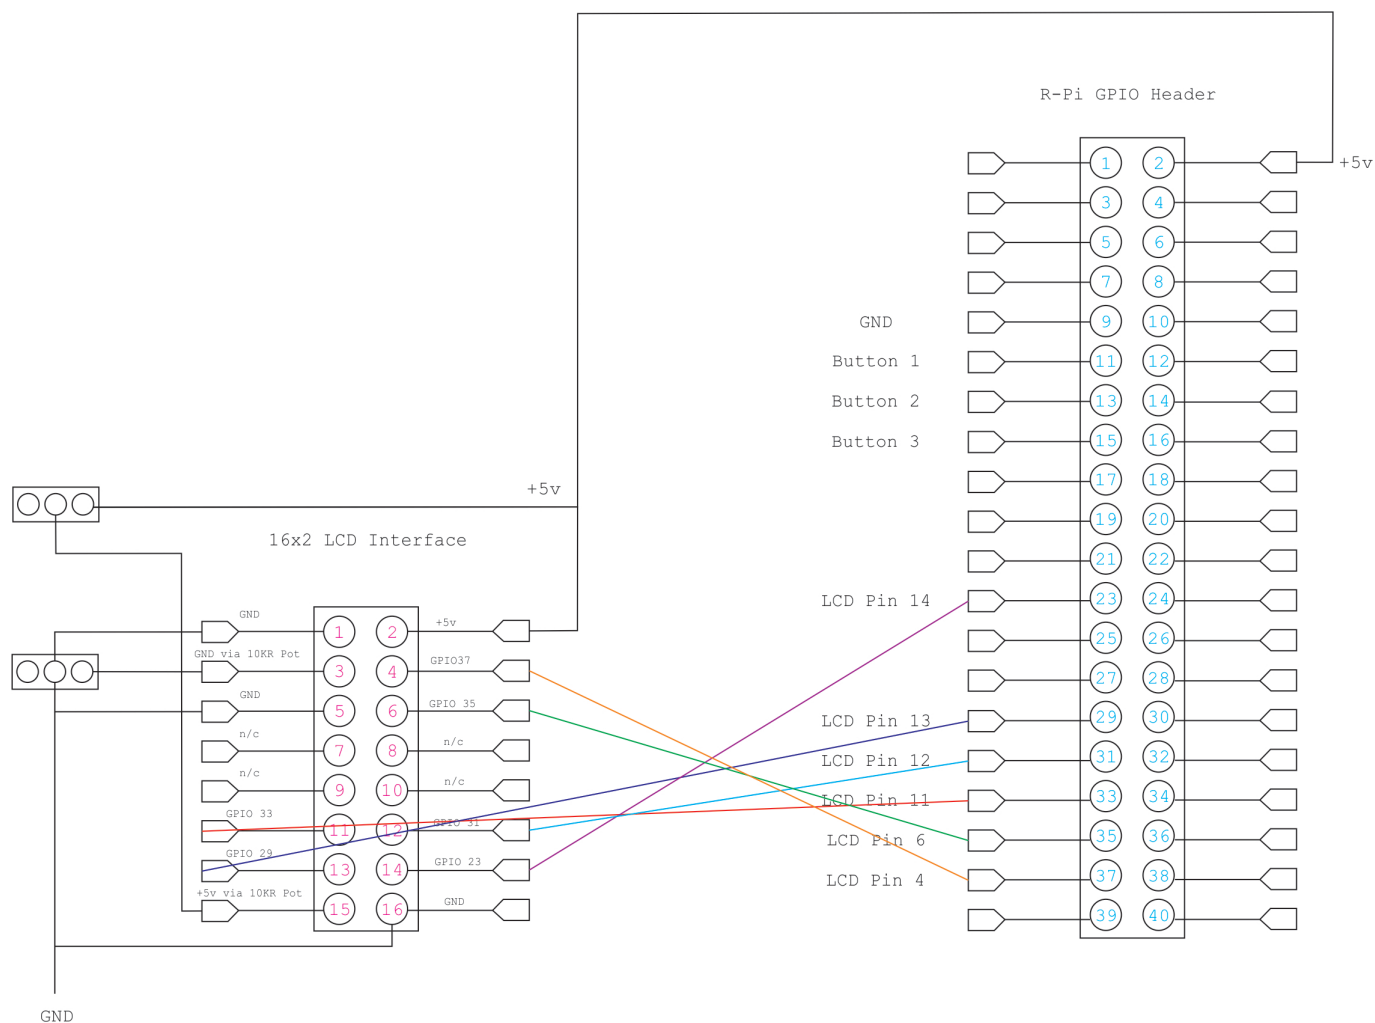 R-Pi GPIO Header
1 2 +5v
3 4
5 6
7 8
GND 9 10
Button 1 11 12
Button 2 13 14
Button 3 15 16
17 18
19 20
21 22
LCD Pin 14 23 24
25 26
27 28
LCD Pin 13 29 30
LCD Pin 12 31 32
LCD Pin 11 33 34
LCD Pin 6 35 36
LCD Pin 4 37 38
39 40
+5v
16x2 LCD Interface
GND 1 2 +5v
GND via 10KR Pot 3 4 GPIO37
GND 5 6 GPIO 35
n/c 7 8 n/c
n/c 9 10 n/c
GPIO 33 11 12 GPIO 31
GPIO 29 13 14 GPIO 23
+5v via 10KR Pot 15 16 GND
GND